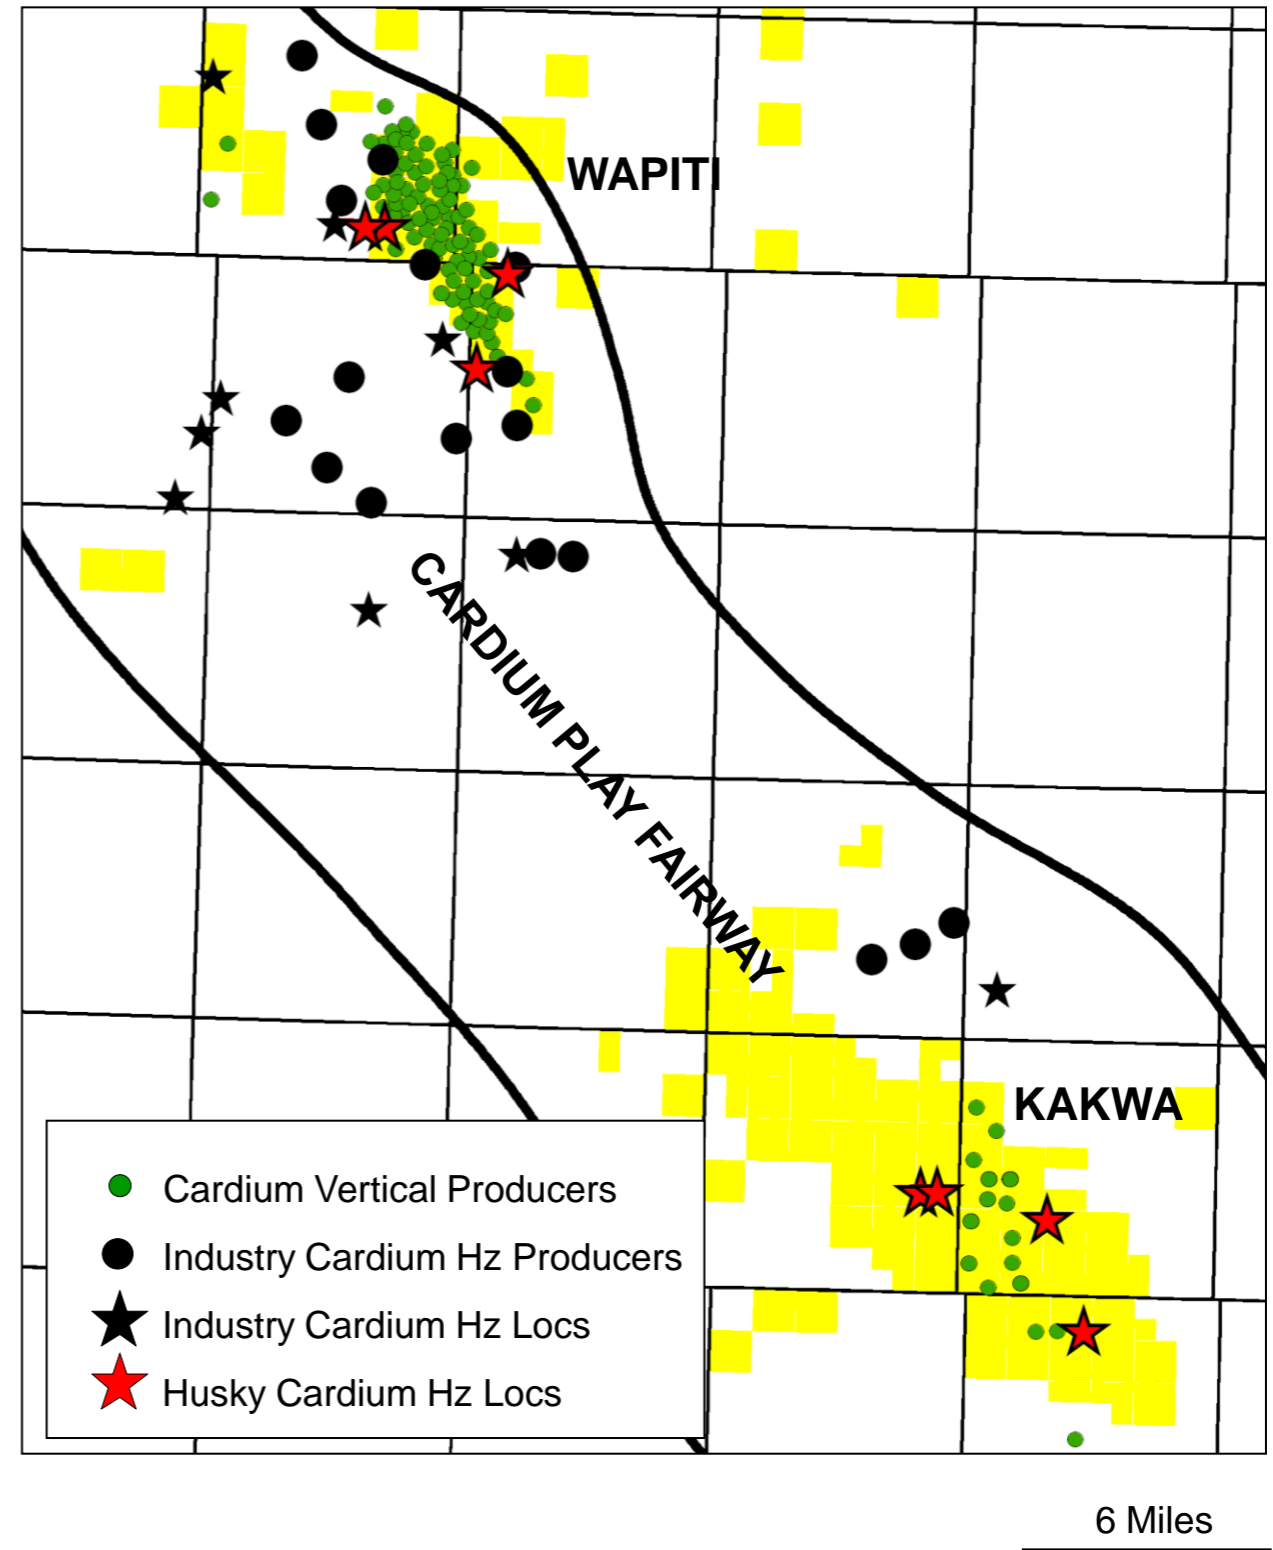 WAPITI
CARDIUM PLAY FAIRWAY
KAKWA
Cardium Vertical Producers
Industry Cardium Hz Producers
Industry Cardium Hz Locs
Husky Cardium Hz Locs
6 Miles